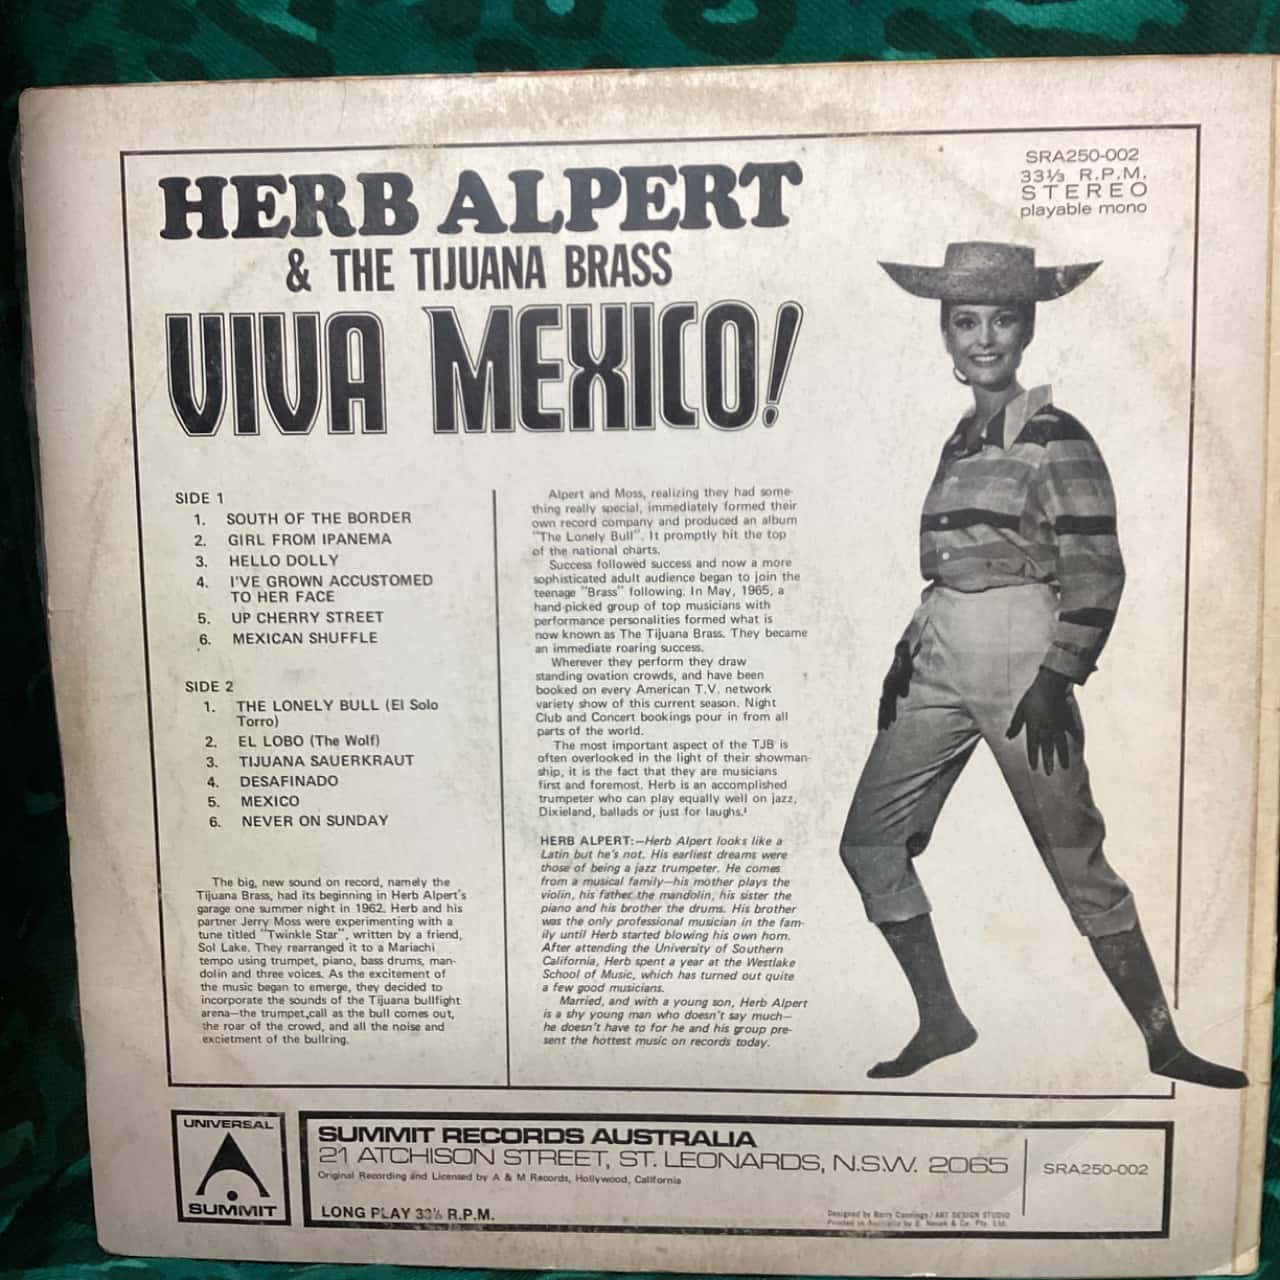 SRA250-002
33⅓ R.P.M.
STEREO
playable mono
HERB ALPERT
& THE TIJUANA BRASS
VIVA MEXICO!
SIDE 1
1. SOUTH OF THE BORDER
2. GIRL FROM IPANEMA
3. HELLO DOLLY
4. I'VE GROWN ACCUSTOMED
TO HER FACE
5. UP CHERRY STREET
6. MEXICAN SHUFFLE
SIDE 2
1. THE LONELY BULL (El Solo
Torro)
2. EL LOBO (The Wolf)
3. TIJUANA SAUERKRAUT
4. DESAFINADO
5. MEXICO
6. NEVER ON SUNDAY
The big, new sound on record, namely the
Tijuana Brass, had its beginning in Herb Alpert's
garage one summer night in 1962. Herb and his
partner Jerry Moss were experimenting with a
tune titled "Twinkle Star", written by a friend,
Sol Lake. They rearranged it to a Mariachi
tempo using trumpet, piano, bass drums, man-
dolin and three voices. As the excitement of
the music began to emerge, they decided to
incorporate the sounds of the Tijuana bullfight
arena—the trumpet call as the bull comes out,
the roar of the crowd, and all the noise and
excietment of the bullring.
Alpert and Moss, realizing they had some-
thing really special, immediately formed their
own record company and produced an album
"The Lonely Bull". It promptly hit the top
of the national charts.
Success followed success and now a more
sophisticated adult audience began to join the
teenage "Brass" following. In May, 1965, a
hand-picked group of top musicians with
performance personalities formed what is
now known as The Tijuana Brass. They became
an immediate roaring success.
Wherever they perform they draw
standing ovation crowds, and have been
booked on every American T.V. network
variety show of this current season. Night
Club and Concert bookings pour in from all
parts of the world.
The most important aspect of the TJB is
often overlooked in the light of their showman-
ship, it is the fact that they are musicians
first and foremost. Herb is an accomplished
trumpeter who can play equally well on jazz,
Dixieland, ballads or just for laughs.
HERB ALPERT:—Herb Alpert looks like a
Latin but he's not. His earliest dreams were
those of being a jazz trumpeter. He comes
from a musical family—his mother plays the
violin, his father the mandolin, his sister the
piano and his brother the drums. His brother
was the only professional musician in the fam-
ily until Herb started blowing his own horn.
After attending the University of Southern
California, Herb spent a year at the Westlake
School of Music, which has turned out quite
a few good musicians.
Married, and with a young son, Herb Alpert
is a shy young man who doesn't say much—
he doesn't have to for he and his group pre-
sent the hottest music on records today.
UNIVERSAL
SUMMIT
SUMMIT RECORDS AUSTRALIA
21 ATCHISON STREET, ST. LEONARDS, N.S.W. 2065
Original Recording and Licensed by A & M Records, Hollywood, California
LONG PLAY 33⅓ R.P.M.
SRA250-002
Designed by Barry Cannings / ART DESIGN STUDIO
Printed in Australia by E. & Co. Pty. Ltd.